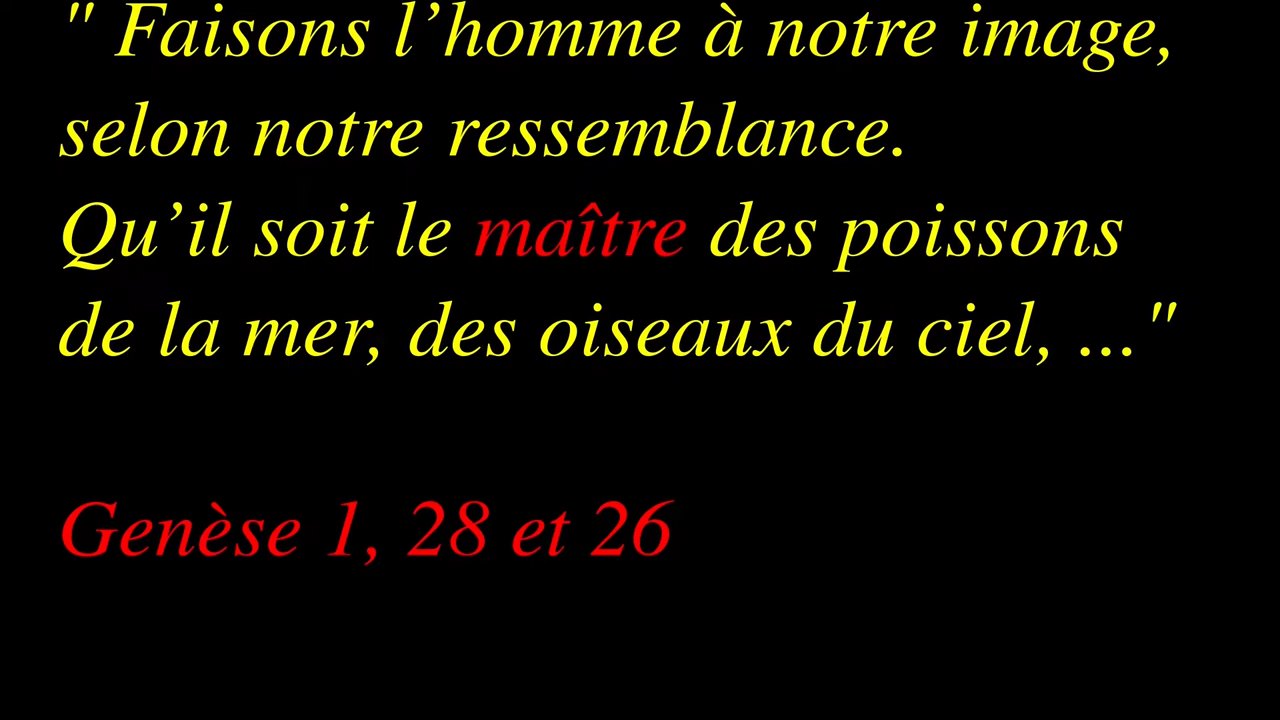 " Faisons l’homme à notre image,
selon notre ressemblance.
Qu’il soit le maître des poissons
de la mer, des oiseaux du ciel, ..."
Genèse 1, 28 et 26